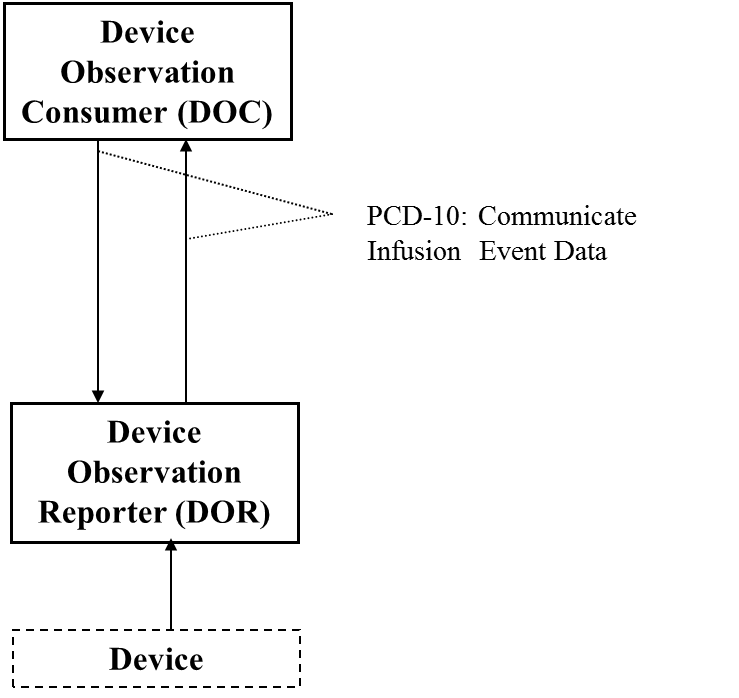 Device
Observation
Consumer (DOC)
PCD-10: Communicate
Infusion Event Data
Device
Observation
Reporter (DOR)
Device